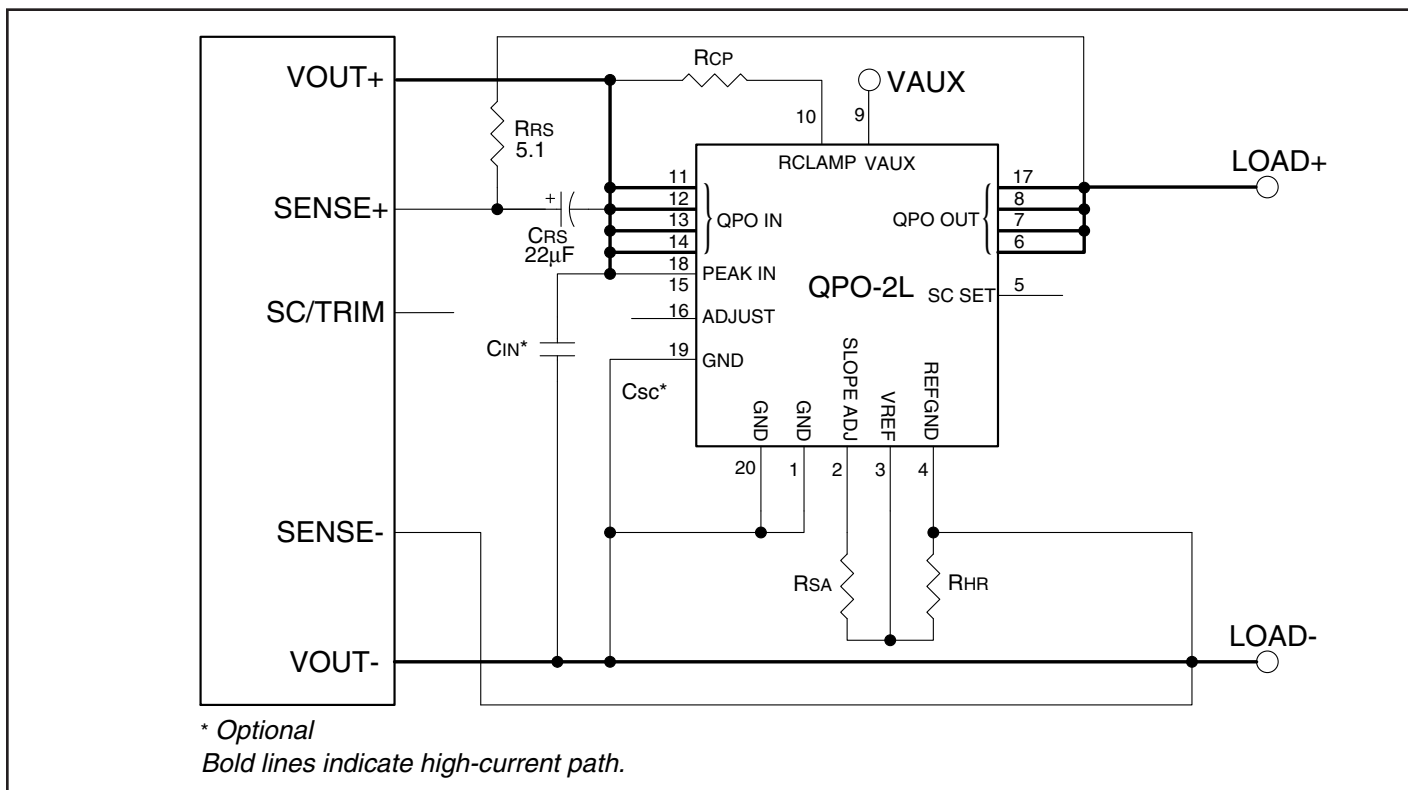 VOUT+
RCP
VAUX
10
9
RRS
5.1
RCLAMP VAUX
LOAD+
11
17
SENSE+
+
12
8
QPO IN
QPO OUT
13
7
CRS
22µF
14
6
18
PEAK IN
15
QPO-2L
SC SET
5
SC/TRIM
16
ADJUST
CIN*
19
GND
CSC*
GND
GND
SLOPE ADJ
VREF
REFGND
20
1
2
3
4
SENSE-
RSA
RHR
LOAD-
VOUT-
* Optional
Bold lines indicate high-current path.